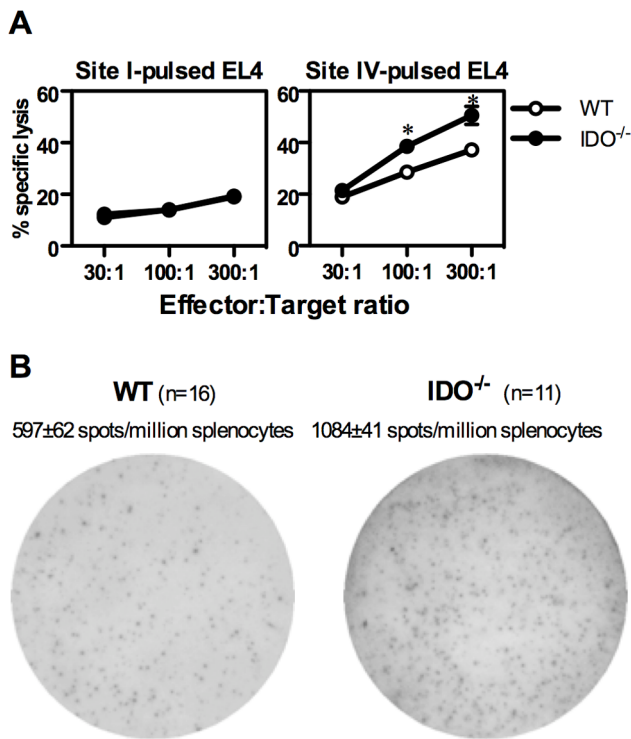 A
Site I-pulsed EL4
Site IV-pulsed EL4
% specific lysis
60
40
20
0
30:1 100:1 300:1
60
40
20
0
30:1 100:1 300:1
*
*
WT
IDO-/-
Effector:Target ratio
B
WT (n=16)
IDO-/- (n=11)
597±62 spots/million splenocytes
1084±41 spots/million splenocytes